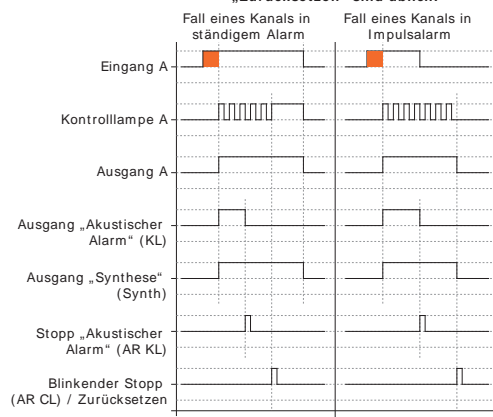 „Zurücksetzen“ sind üblich.
Fall eines Kanals in
ständigem Alarm
Fall eines Kanals in
Impulsalarm
Eingang A
Kontrolllampe A
Ausgang A
Ausgang „Akustischer
Alarm“ (KL)
Ausgang „Synthese“
(Synth)
Stopp „Akustischer
Alarm“ (AR KL)
Blinkender Stopp
(AR CL) / Zurücksetzen